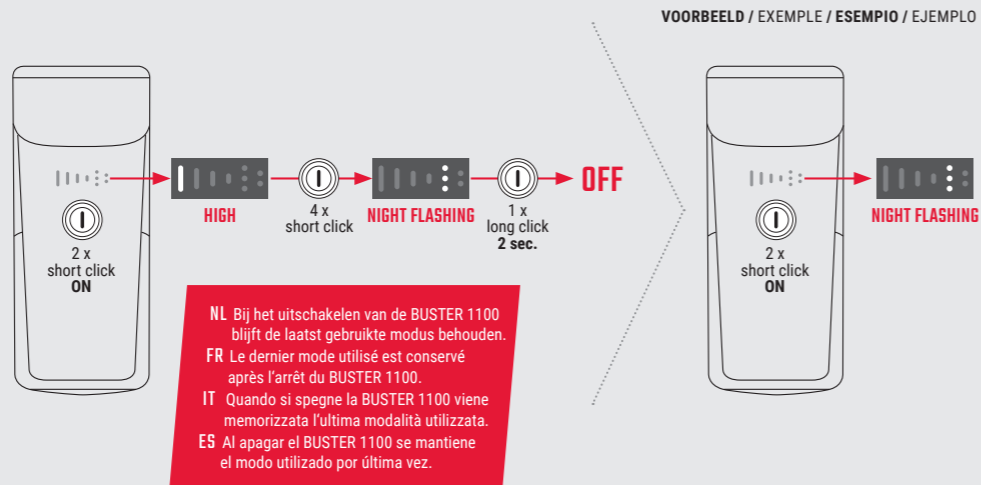 VOORBEELD / EXEMPLE / ESEMPIO / EJEMPLO
2 x
short click
ON
HIGH
4 x
short click
NIGHT FLASHING
1 x
long click
2 sec.
OFF
2 x
short click
ON
NIGHT FLASHING
NL Bij het uitschakelen van de BUSTER 1100
blijft de laatst gebruikte modus behouden.
FR Le dernier mode utilisé est conservé
après l'arrêt du BUSTER 1100.
IT Quando si spegne la BUSTER 1100 viene
memorizzata l'ultima modalità utilizzata.
ES Al apagar el BUSTER 1100 se mantiene
el modo utilizado por última vez.